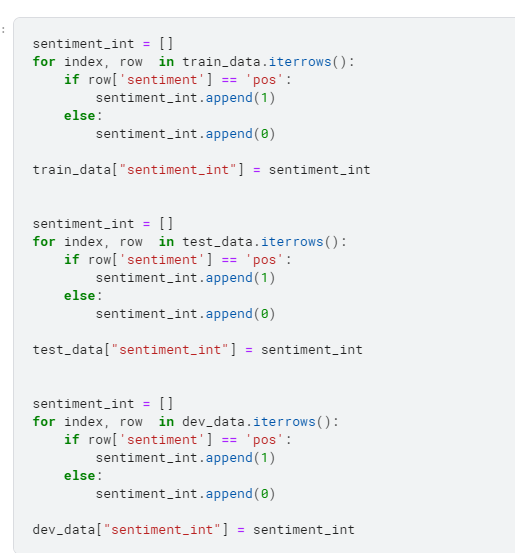 :
sentiment_int = []
for index, row  in train_data.iterrows():
    if row['sentiment'] == 'pos':
        sentiment_int.append(1)
    else:
        sentiment_int.append(0)
train_data["sentiment_int"] = sentiment_int
sentiment_int = []
for index, row  in test_data.iterrows():
    if row['sentiment'] == 'pos':
        sentiment_int.append(1)
    else:
        sentiment_int.append(0)
test_data["sentiment_int"] = sentiment_int
sentiment_int = []
for index, row  in dev_data.iterrows():
    if row['sentiment'] == 'pos':
        sentiment_int.append(1)
    else:
        sentiment_int.append(0)
dev_data["sentiment_int"] = sentiment_int